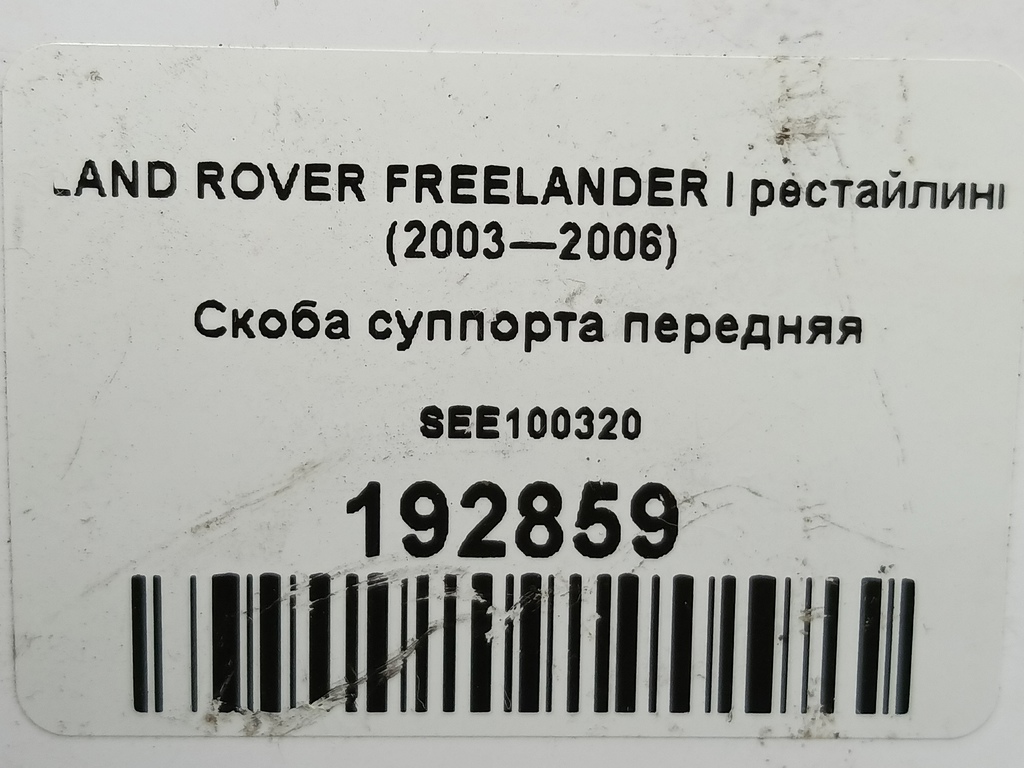 LAND ROVER FREELANDER I рестайлинг
(2003—2006)
Скоба суппорта передняя
SEE100320
192859